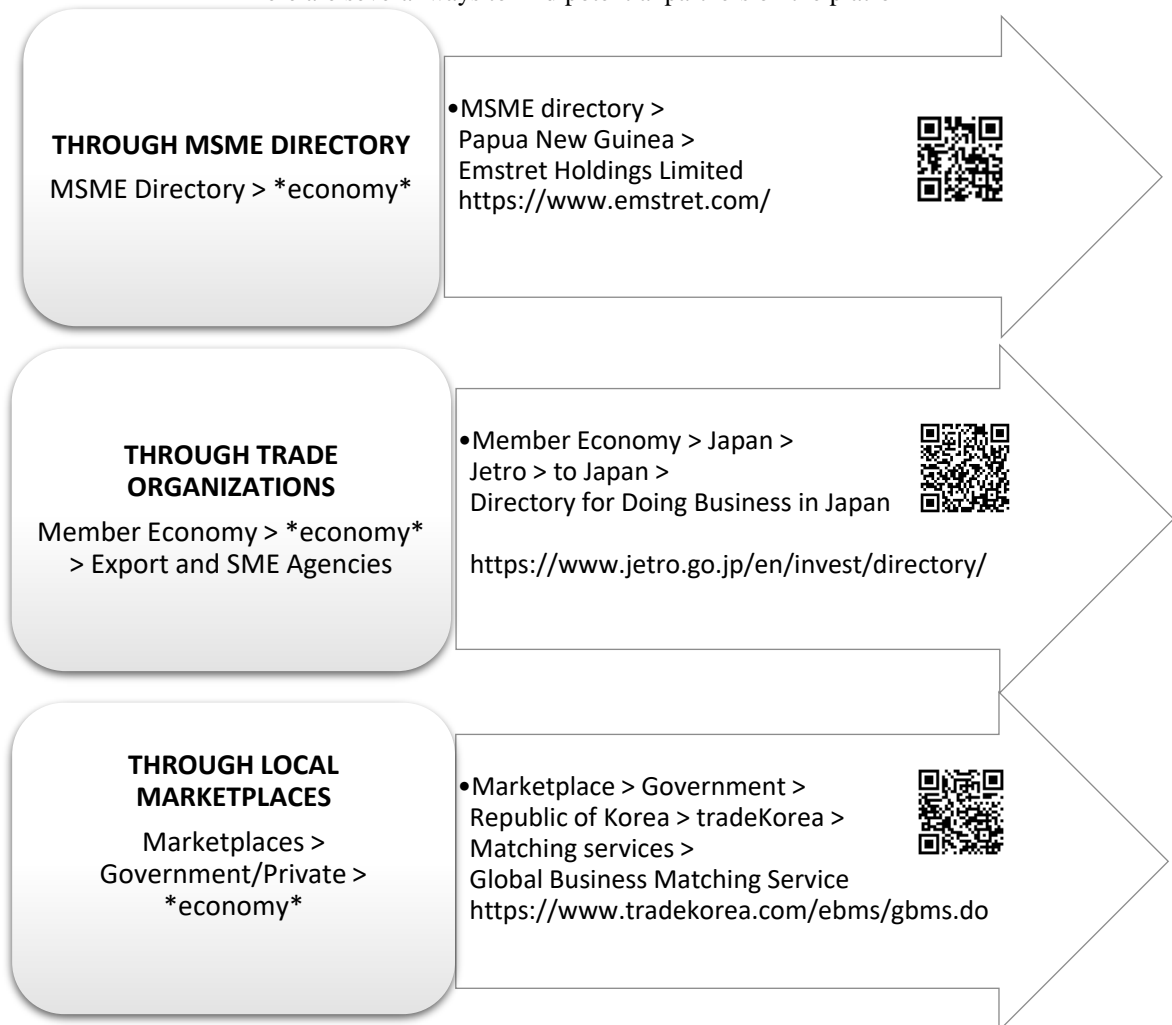 THROUGH MSME DIRECTORY
MSME Directory > *economy*
•MSME directory >
Papua New Guinea >
Emstret Holdings Limited
https://www.emstret.com/
THROUGH TRADE
ORGANIZATIONS
Member Economy > *economy*
> Export and SME Agencies
•Member Economy > Japan >
Jetro > to Japan >
Directory for Doing Business in Japan
https://www.jetro.go.jp/en/invest/directory/
THROUGH LOCAL
MARKETPLACES
Marketplaces >
Government/Private >
*economy*
•Marketplace > Government >
Republic of Korea > tradeKorea >
Matching services >
Global Business Matching Service
https://www.tradekorea.com/ebms/gbms.do